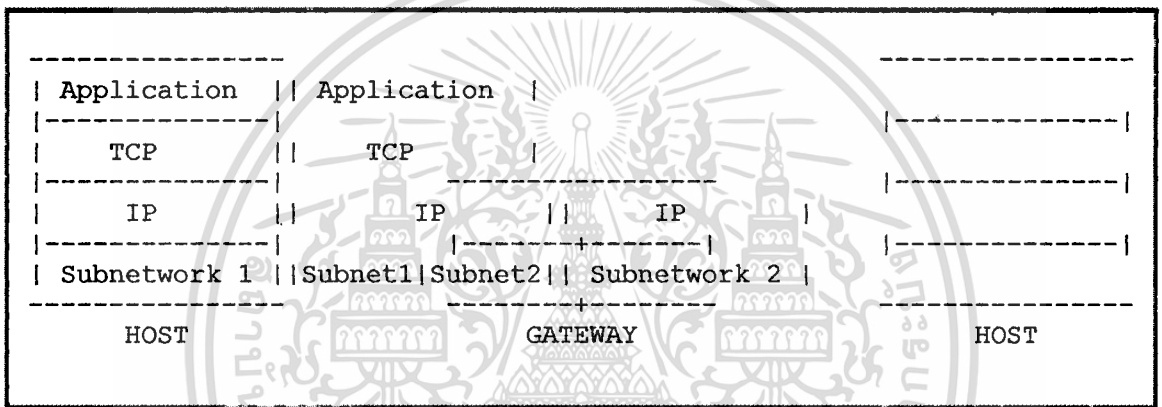 -----------------                                        -----------------
| Application  || Application  |
|---------------|                                        |---------------|
|     TCP       ||    TCP       |
|---------------|          ------------------            |---------------|
|      IP       ||       IP      ||     IP       |
|---------------|          |-------+--------|            |---------------|
| Subnetwork 1 ||Subnet1|Subnet2|| Subnetwork 2 |
-----------------          --------+---------            -----------------
HOST                    GATEWAY                    HOST